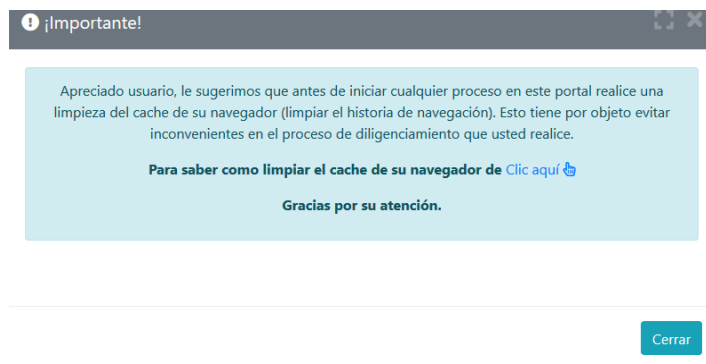 ¡Importante!
Apreciado usuario, le sugerimos que antes de iniciar cualquier proceso en este portal realice una
limpieza del cache de su navegador (limpiar el historia de navegación). Esto tiene por objeto evitar
inconvenientes en el proceso de diligenciamiento que usted realice.
Para saber como limpiar el cache de su navegador de Clic aquí
Gracias por su atención.
Cerrar